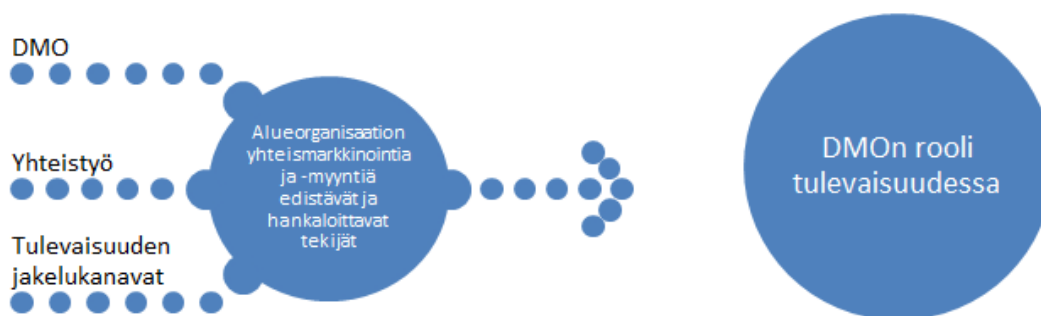 DMO
Yhteistyö
Tulevaisuuden
jakelukanavat
Alueorganisaation
yhteismarkkinointia
ja -myyntiä
edistävät ja
hankaloittavat
tekijät
DMOn rooli
tulevaisuudessa